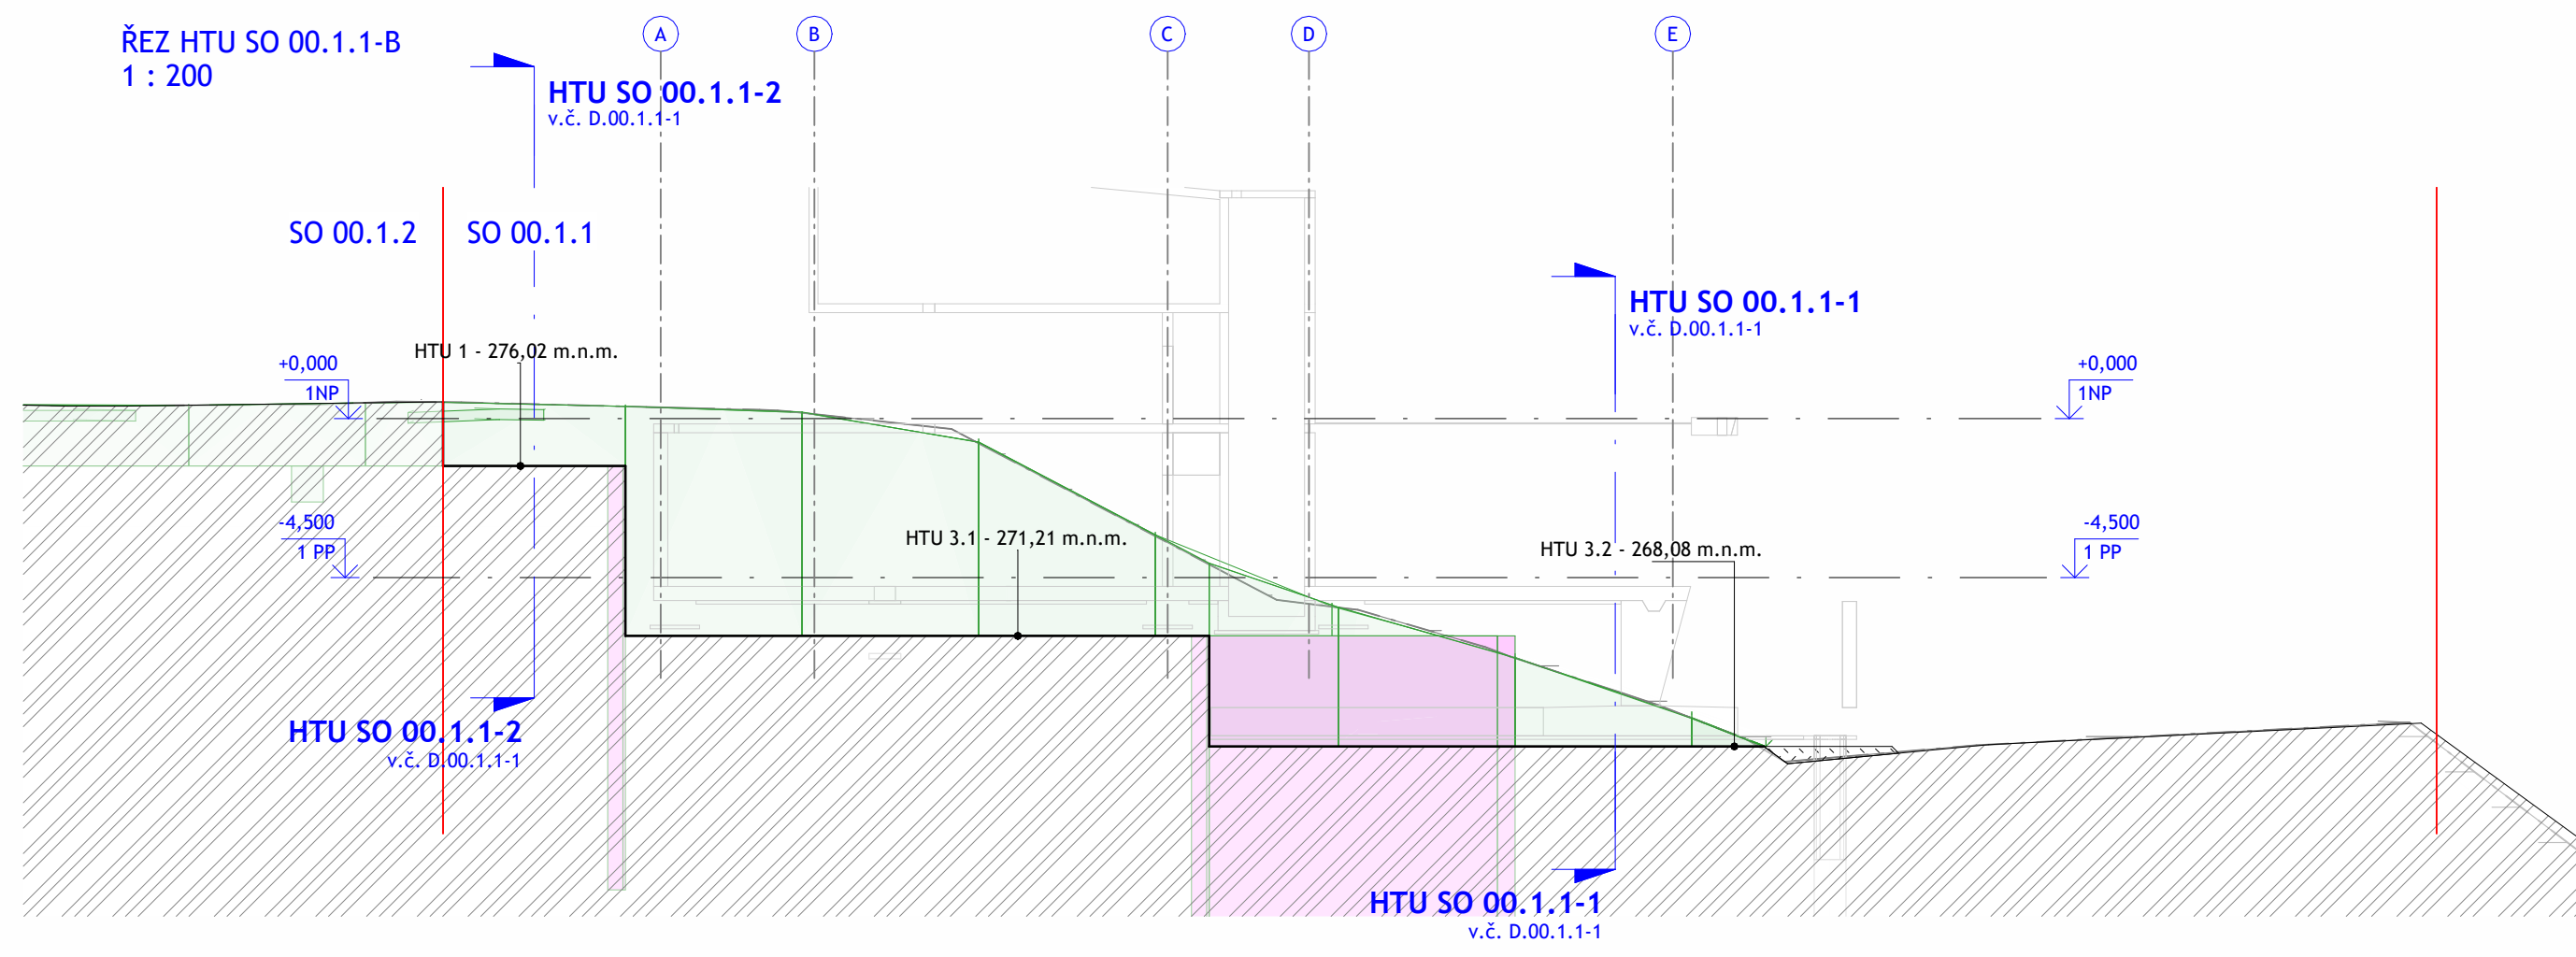 ŘEZ HTU SO 00.1.1-B
1 : 200
A
B
C
D
E
HTU SO 00.1.1-2
v.č. D.00.1.1-1
SO 00.1.2
SO 00.1.1
HTU SO 00.1.1-1
v.č. D.00.1.1-1
HTU 1 - 276,02 m.n.m.
+0,000
1NP
+0,000
1NP
-4,500
1 PP
HTU 3.1 - 271,21 m.n.m.
HTU 3.2 - 268,08 m.n.m.
-4,500
1 PP
HTU SO 00.1.1-2
v.č. D.00.1.1-1
HTU SO 00.1.1-1
v.č. D.00.1.1-1